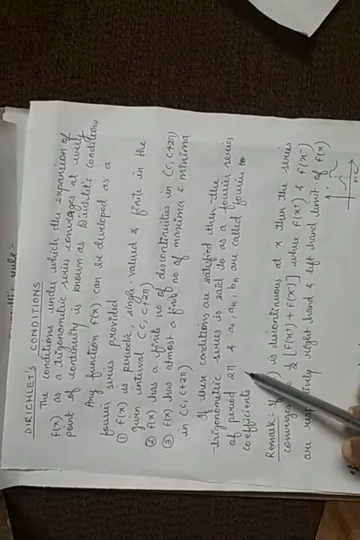 DIRICHLET'S CONDITIONS
The conditions under which the expansion of
f(x) as a trigonometric series converges at every
point of continuity is known as Dirichlet's conditions
Any function f(x) can be developed as a
fourier series provided
① f(x) is periodic, single-valued & finite in the
given interval (c, c+2π)
② f(x) has a finite no of discontinuities in (c, c+2π)
③ f(x) has atmost a finite no of maxima & minima
in (c, c+2π)
If these conditions are satisfied then the
trigonometric series is said to as a fourier series
of period 2π & a₀, aₙ, bₙ are called fourier
coefficients
Remark:- is discontinuous at x then the series
converges ½ [f(x⁺) + f(x⁻)] where f(x⁺) & f(x⁻)
are respectively right hand & left hand limit of f(x)